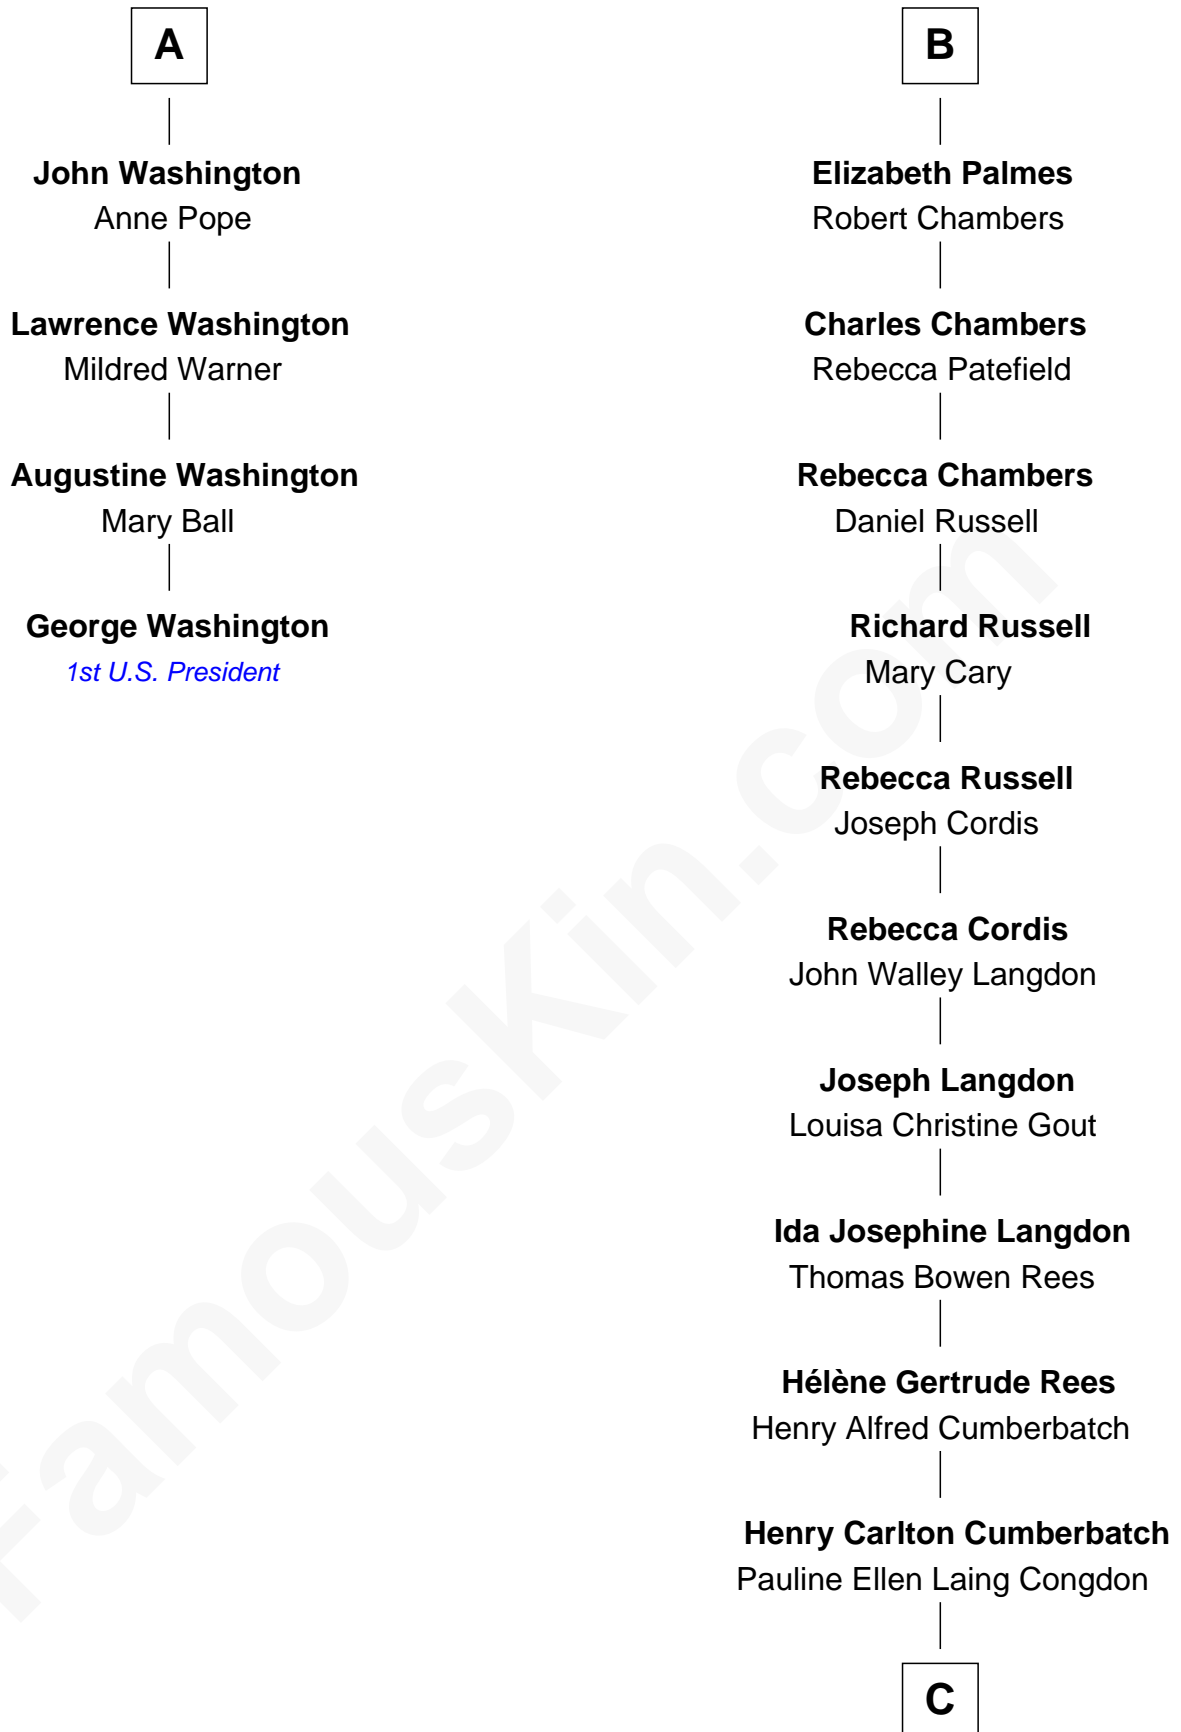 A
John Washington
Anne Pope
Lawrence Washington
Mildred Warner
Augustine Washington
Mary Ball
George Washington
1st U.S. President
B
Elizabeth Palmes
Robert Chambers
Charles Chambers
Rebecca Patefield
Rebecca Chambers
Daniel Russell
Richard Russell
Mary Cary
Rebecca Russell
Joseph Cordis
Rebecca Cordis
John Walley Langdon
Joseph Langdon
Louisa Christine Gout
Ida Josephine Langdon
Thomas Bowen Rees
Hélène Gertrude Rees
Henry Alfred Cumberbatch
Henry Carlton Cumberbatch
Pauline Ellen Laing Congdon
C
FamousKin.com